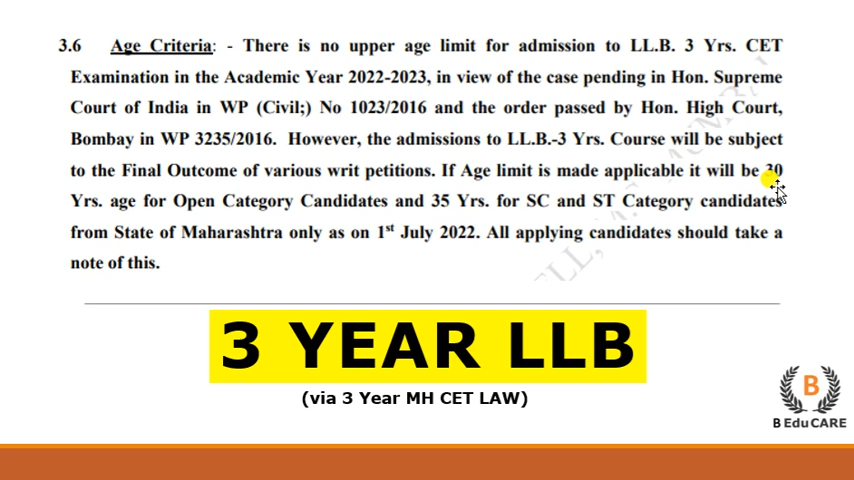 3.6 Age Criteria: - There is no upper age limit for admission to LL.B. 3 Yrs. CET
Examination in the Academic Year 2022-2023, in view of the case pending in Hon. Supreme
Court of India in WP (Civil;) No 1023/2016 and the order passed by Hon. High Court,
Bombay in WP 3235/2016. However, the admissions to LL.B.-3 Yrs. Course will be subject
to the Final Outcome of various writ petitions. If Age limit is made applicable it will be 30
Yrs. age for Open Category Candidates and 35 Yrs. for SC and ST Category candidates
from State of Maharashtra only as on 1st July 2022. All applying candidates should take a
note of this.
3 YEAR LLB
(via 3 Year MH CET LAW)
B
B EduCARE